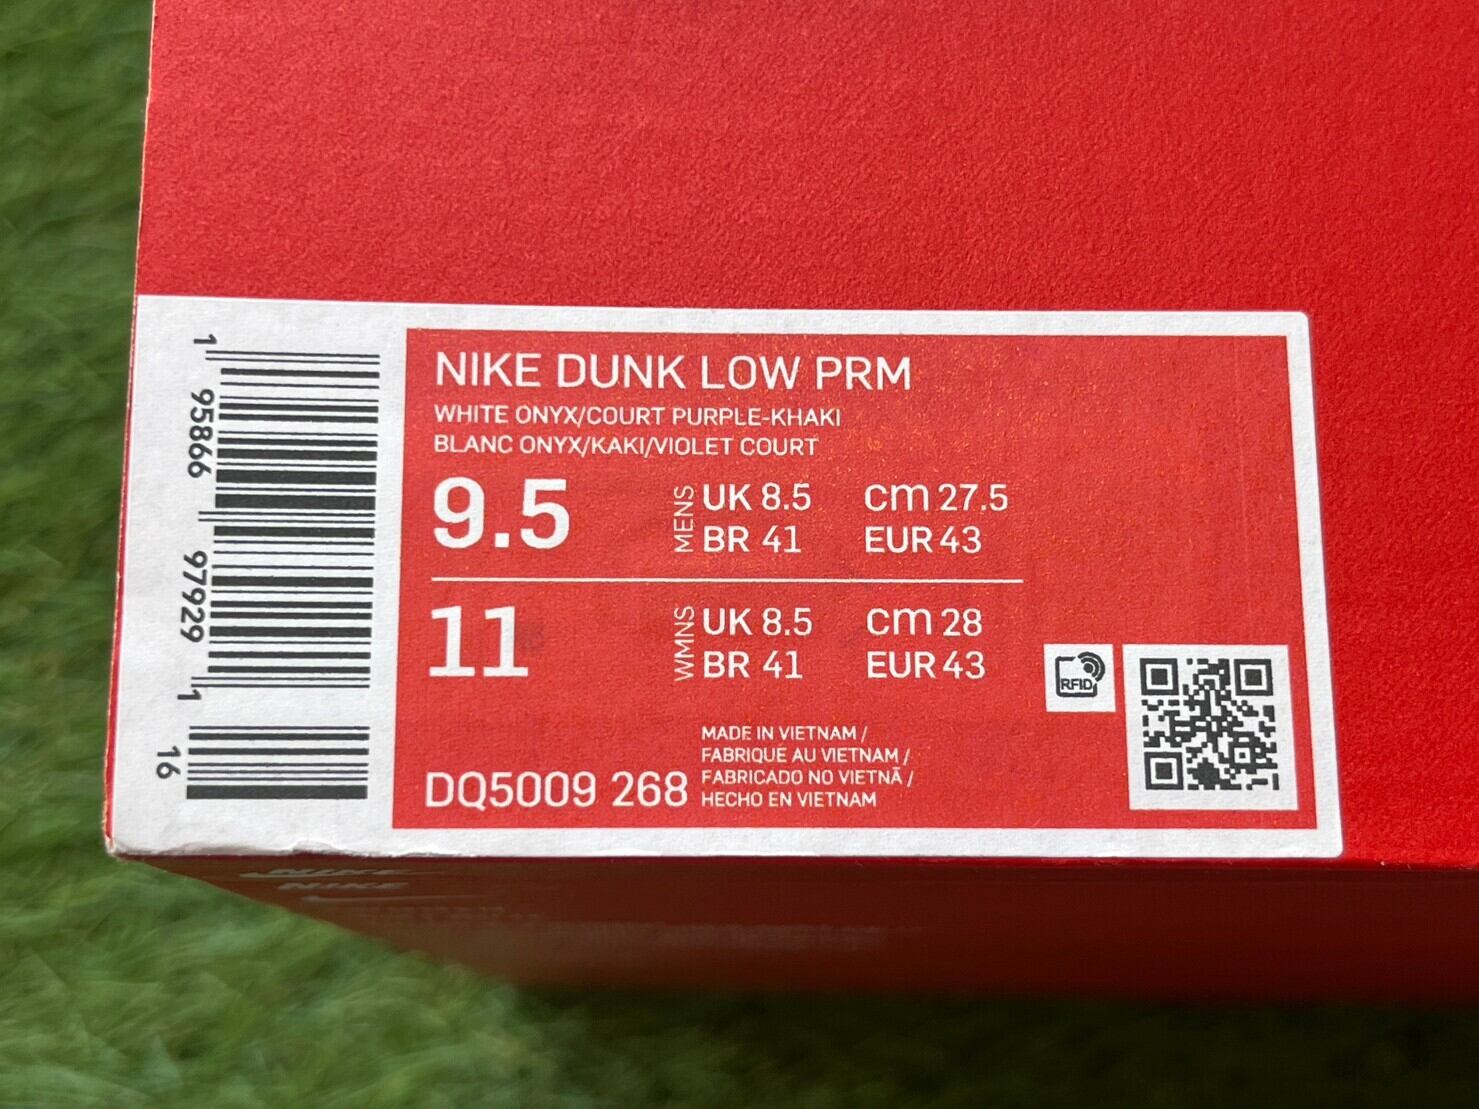 NIKE DUNK LOW PRM
WHITE ONYX/COURT PURPLE-KHAKI
BLANC ONYX/KAKI/VIOLET COURT
9.5
MENS
UK 8.5 cm 27.5
BR 41 EUR 43
11
WMNS
UK 8.5 cm 28
BR 41 EUR 43
RFID
MADE IN VIETNAM /
FABRIQUE AU VIETNAM /
FABRICADO NO VIETNÃ /
HECHO EN VIETNAM
DQ5009 268
1 95866 97929 1
16
NIKE
NIKE